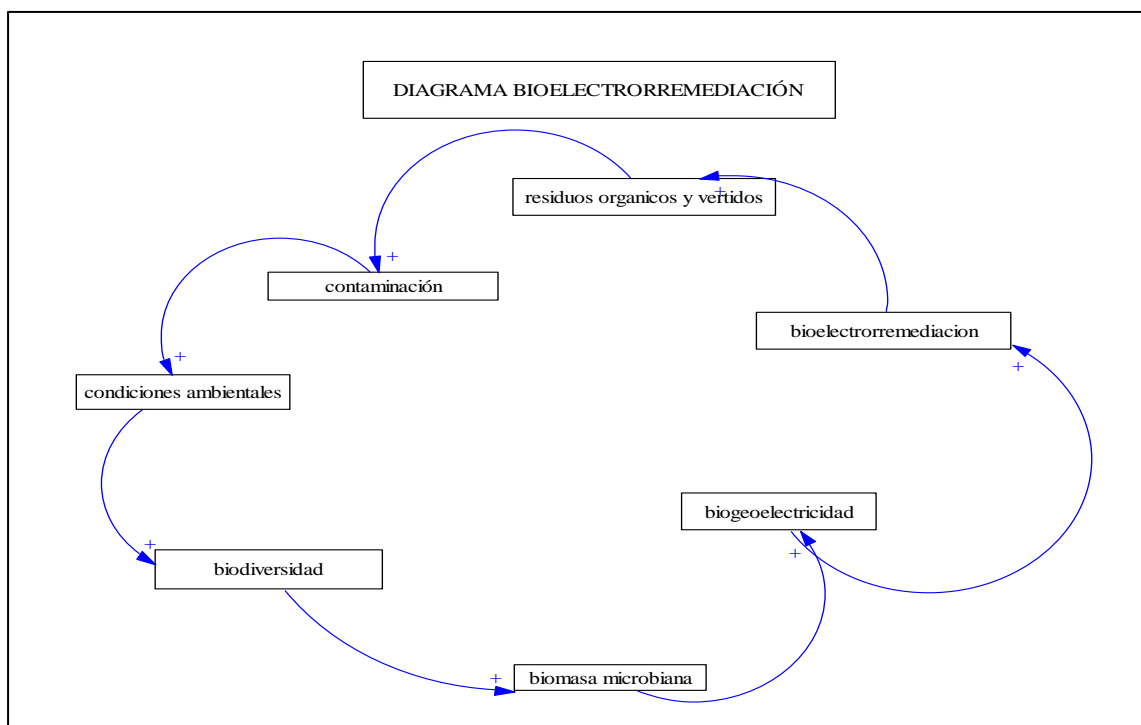 DIAGRAMA BIOELECTRORREMEDIACIÓN
residuos organicos y vertidos
+
+
contaminación
bioelectrorremediacion
+
+
condiciones ambientales
biogeoelectricidad
+
+
biodiversidad
+
biomasa microbiana